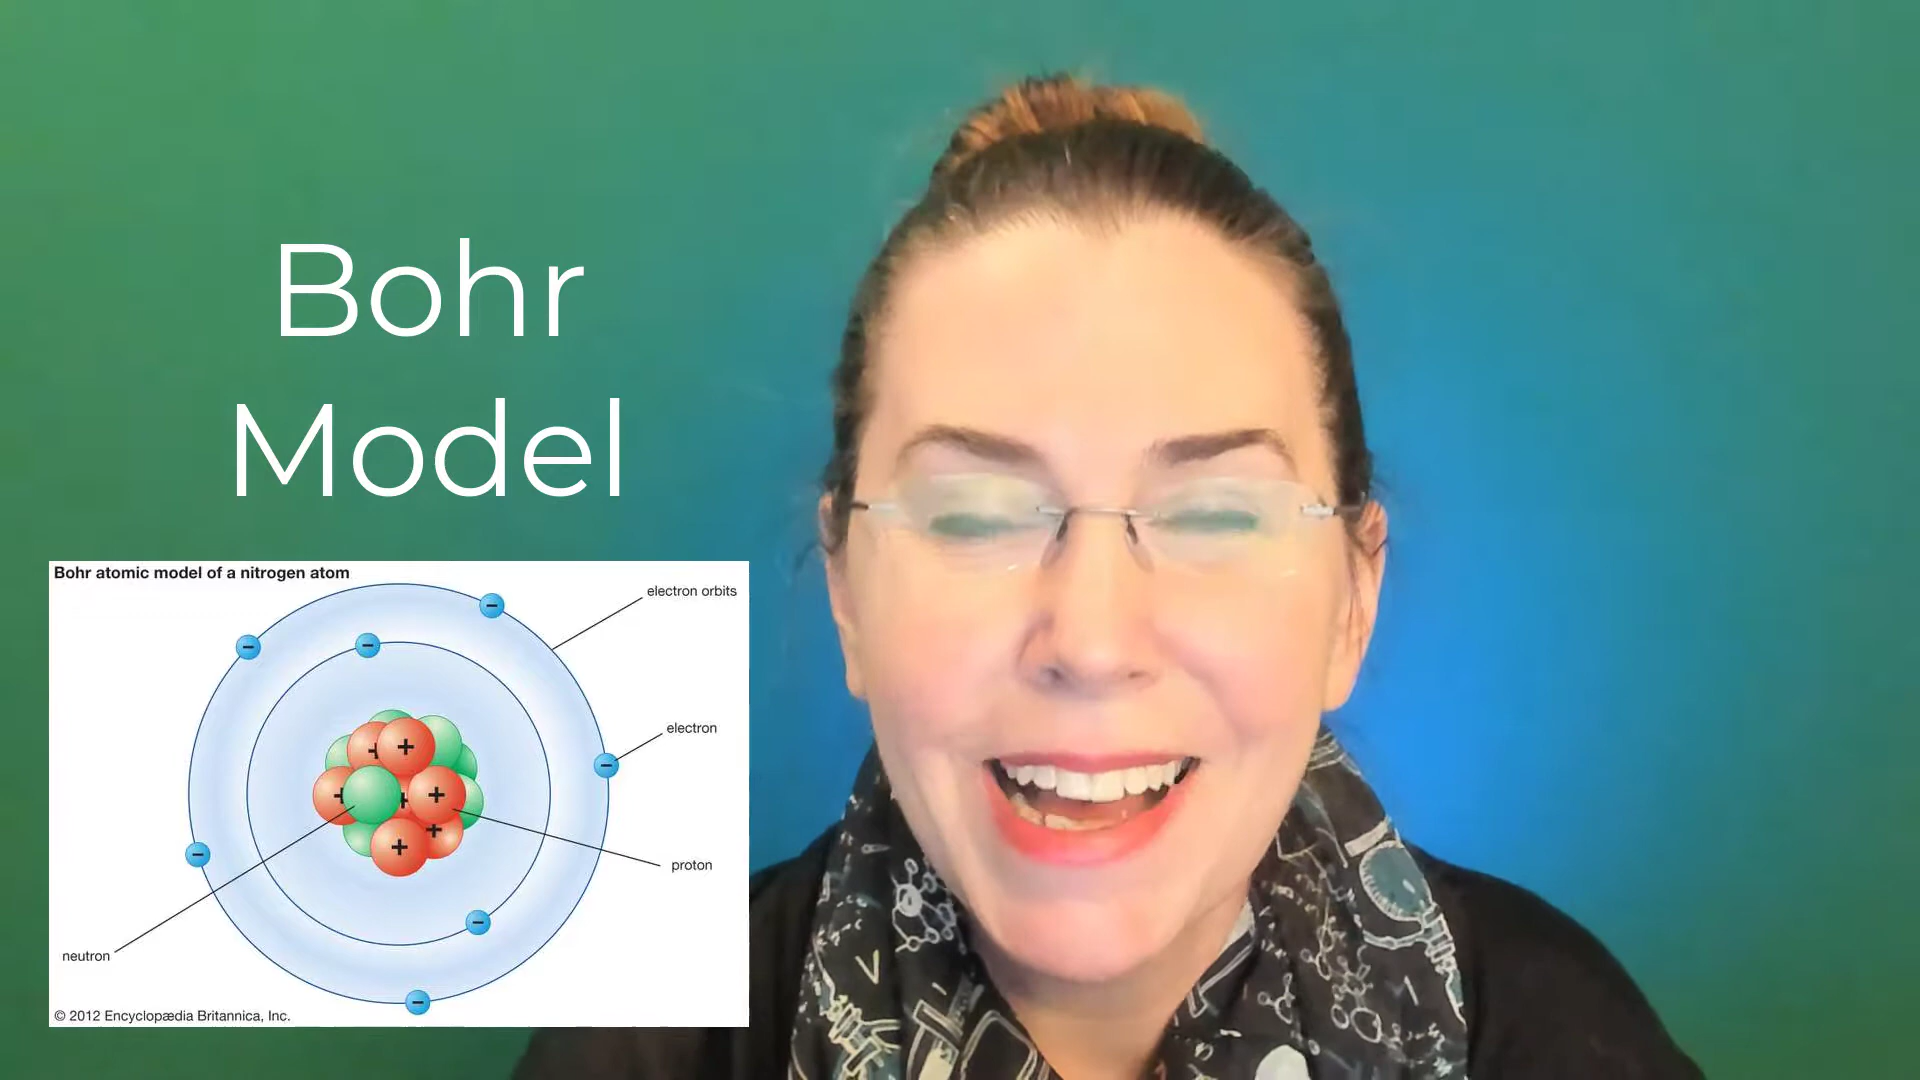 Bohr
Model
Bohr atomic model of a nitrogen atom
electron orbits
electron
proton
neutron
© 2012 Encyclopædia Britannica, Inc.